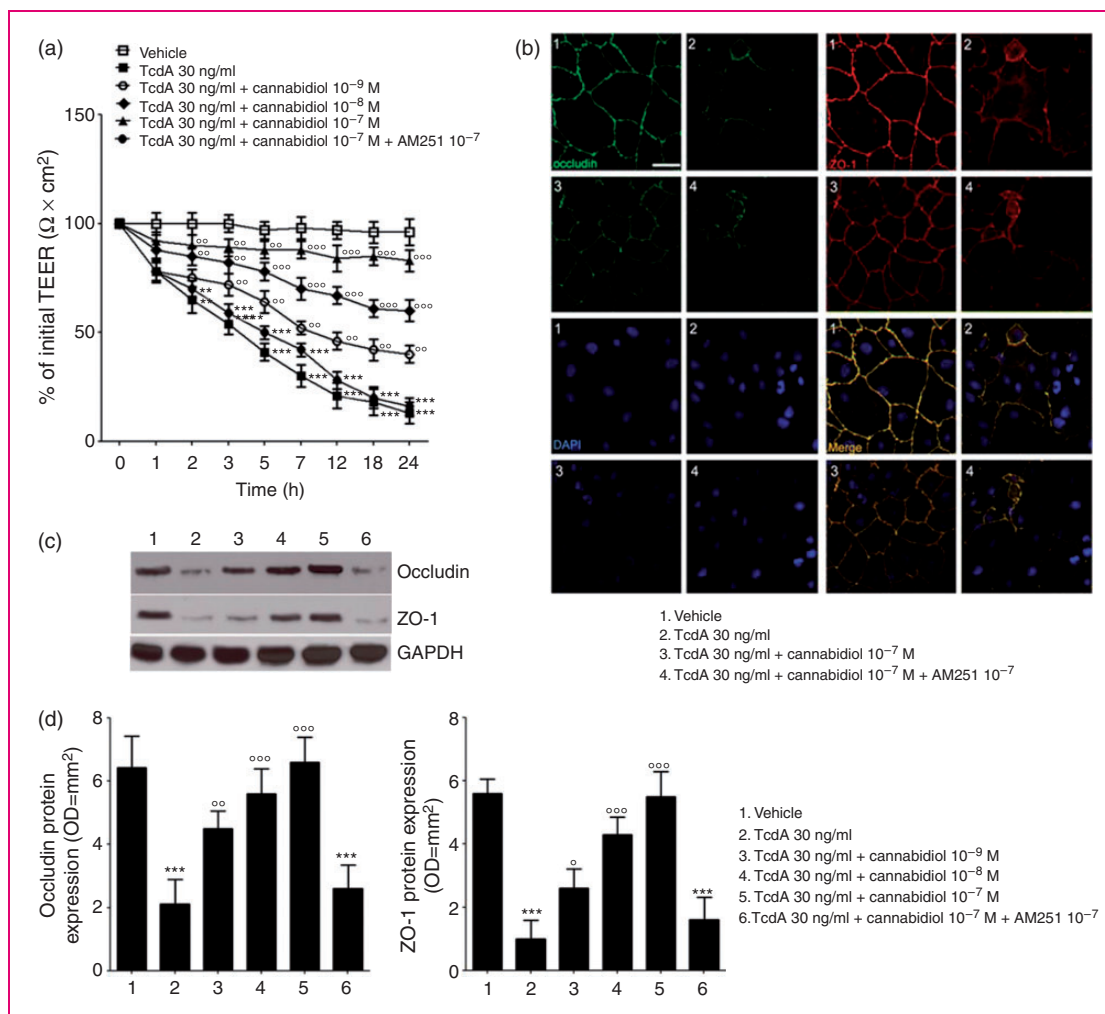 (a)
Vehicle
TcdA 30 ng/ml
TcdA 30 ng/ml + cannabidiol 10⁻⁹ M
TcdA 30 ng/ml + cannabidiol 10⁻⁸ M
TcdA 30 ng/ml + cannabidiol 10⁻⁷ M
TcdA 30 ng/ml + cannabidiol 10⁻⁷ M + AM251 10⁻⁷
% of initial TEER (Ω × cm²)
150
100
50
0
0 1 2 3 5 7 12 18 24
Time (h)
(b)
1 2 1 2
occludin ZO-1
3 4 3 4
1 2 1 2
DAPI Merge
3 4 3 4
1. Vehicle
2. TcdA 30 ng/ml
3. TcdA 30 ng/ml + cannabidiol 10⁻⁷ M
4. TcdA 30 ng/ml + cannabidiol 10⁻⁷ M + AM251 10⁻⁷
(c)
1 2 3 4 5 6
Occludin
ZO-1
GAPDH
(d)
Occludin protein
expression (OD=mm²)
8
6
4
2
0
*** °° °°° °°° ***
1 2 3 4 5 6
ZO-1 protein expression
(OD=mm²)
8
6
4
2
0
*** ° °°° °°° ***
1 2 3 4 5 6
1. Vehicle
2. TcdA 30 ng/ml
3. TcdA 30 ng/ml + cannabidiol 10⁻⁹ M
4. TcdA 30 ng/ml + cannabidiol 10⁻⁸ M
5. TcdA 30 ng/ml + cannabidiol 10⁻⁷ M
6.TcdA 30 ng/ml + cannabidiol 10⁻⁷ M + AM251 10⁻⁷